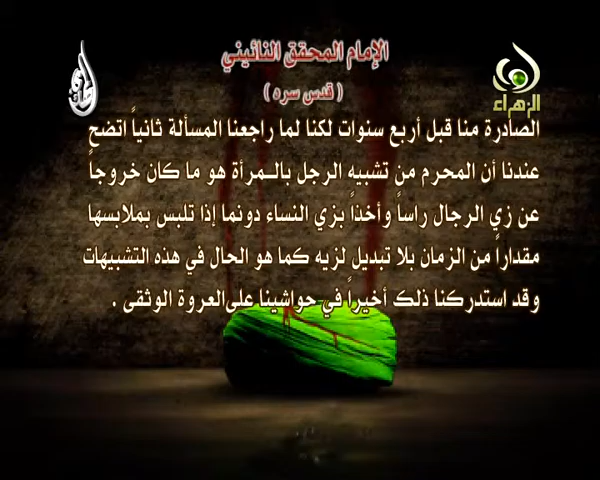 الإمام المحقق النائيني
( قدس سره )
الزهراء
الصادرة منا قبل أربع سنوات لكنا لما راجعنا المسألة ثانياً اتضح
عندنا أن المحرم من تشبيه الرجل بالـمرأة هو ما كان خروجاً
عن زي الرجال راساً وأخذاً بزي النساء دونما إذا تلبس بملابسها
مقداراً من الزمان بلا تبديل لزيه كما هو الحال في هذه التشبيهات
وقد استدركنا ذلك أخيراً في حواشينا على العروة الوثقى .